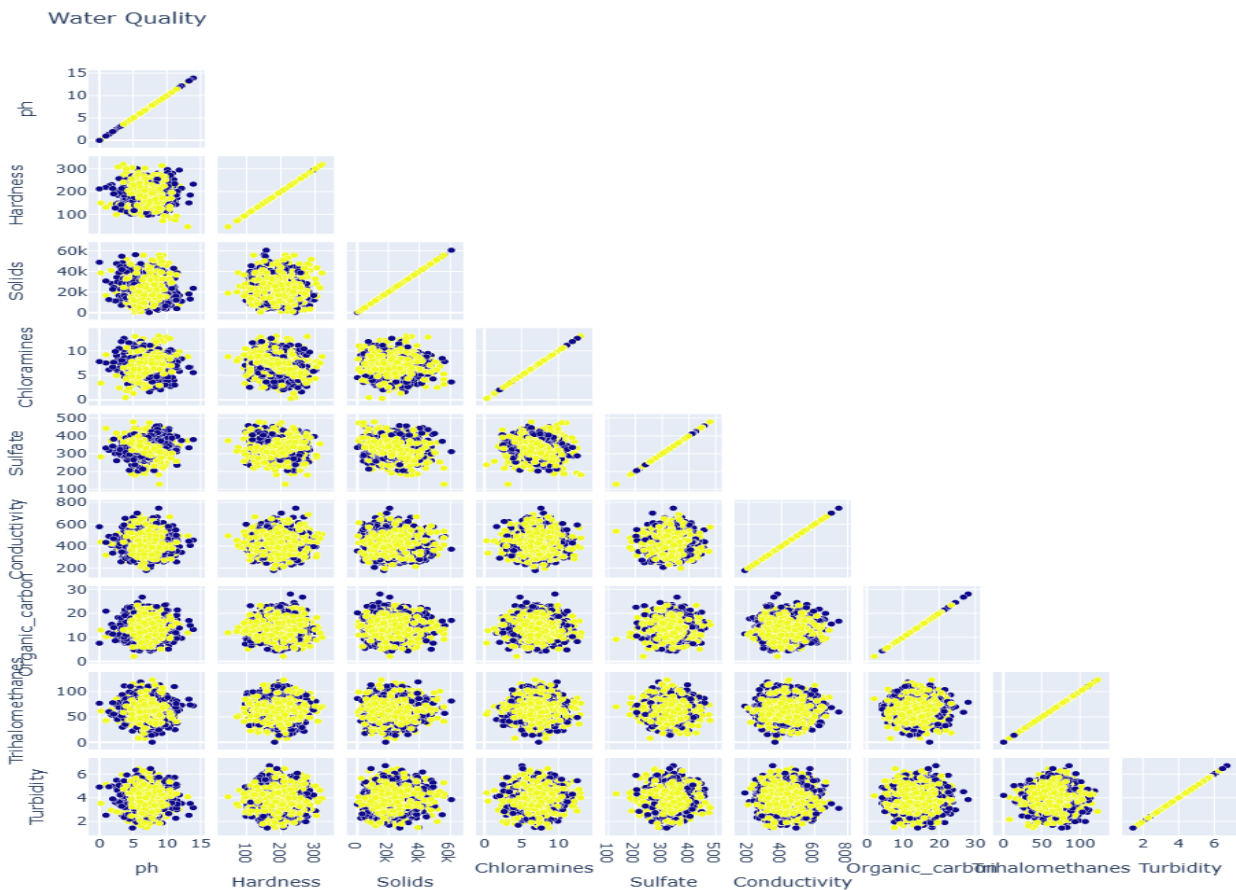 Water Quality
15
10
5
0
ph
300
200
100
Hardness
60k
40k
20k
0
Solids
10
5
0
Chloramines
500
400
300
200
100
Sulfate
800
600
400
200
Conductivity
30
20
10
0
Organic_carbon
100
50
0
Trihalomethanes
6
4
2
Turbidity
0 5 10 15
100 200 300
0 20k 40k 60k
0 5 10
100 200 300 400 500
200 400 600 800
0 10 20 30
0 50 100
2 4 6
ph
Hardness
Solids
Chloramines
Sulfate
Conductivity
Organic_carbon
Trihalomethanes
Turbidity